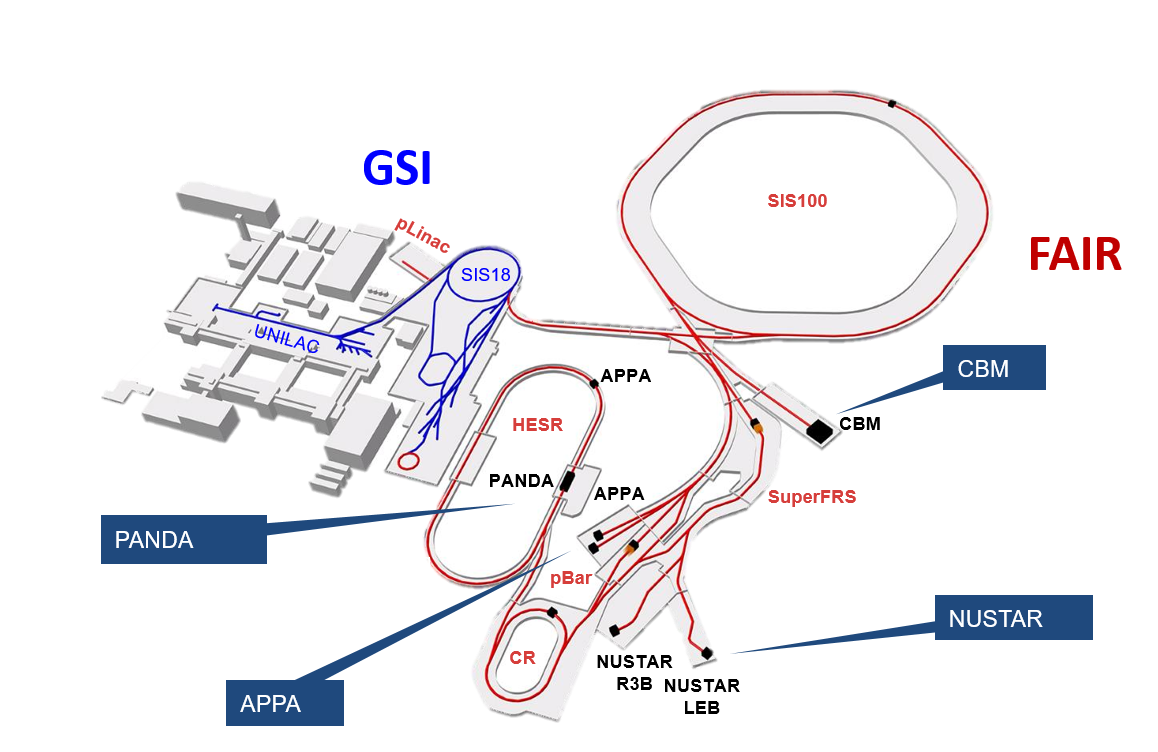 GSI
FAIR
SIS100
pLinac
SIS18
UNILAC
CBM
CBM
APPA
HESR
PANDA
APPA
SuperFRS
PANDA
pBar
NUSTAR
CR
NUSTAR
R3B
NUSTAR
LEB
APPA